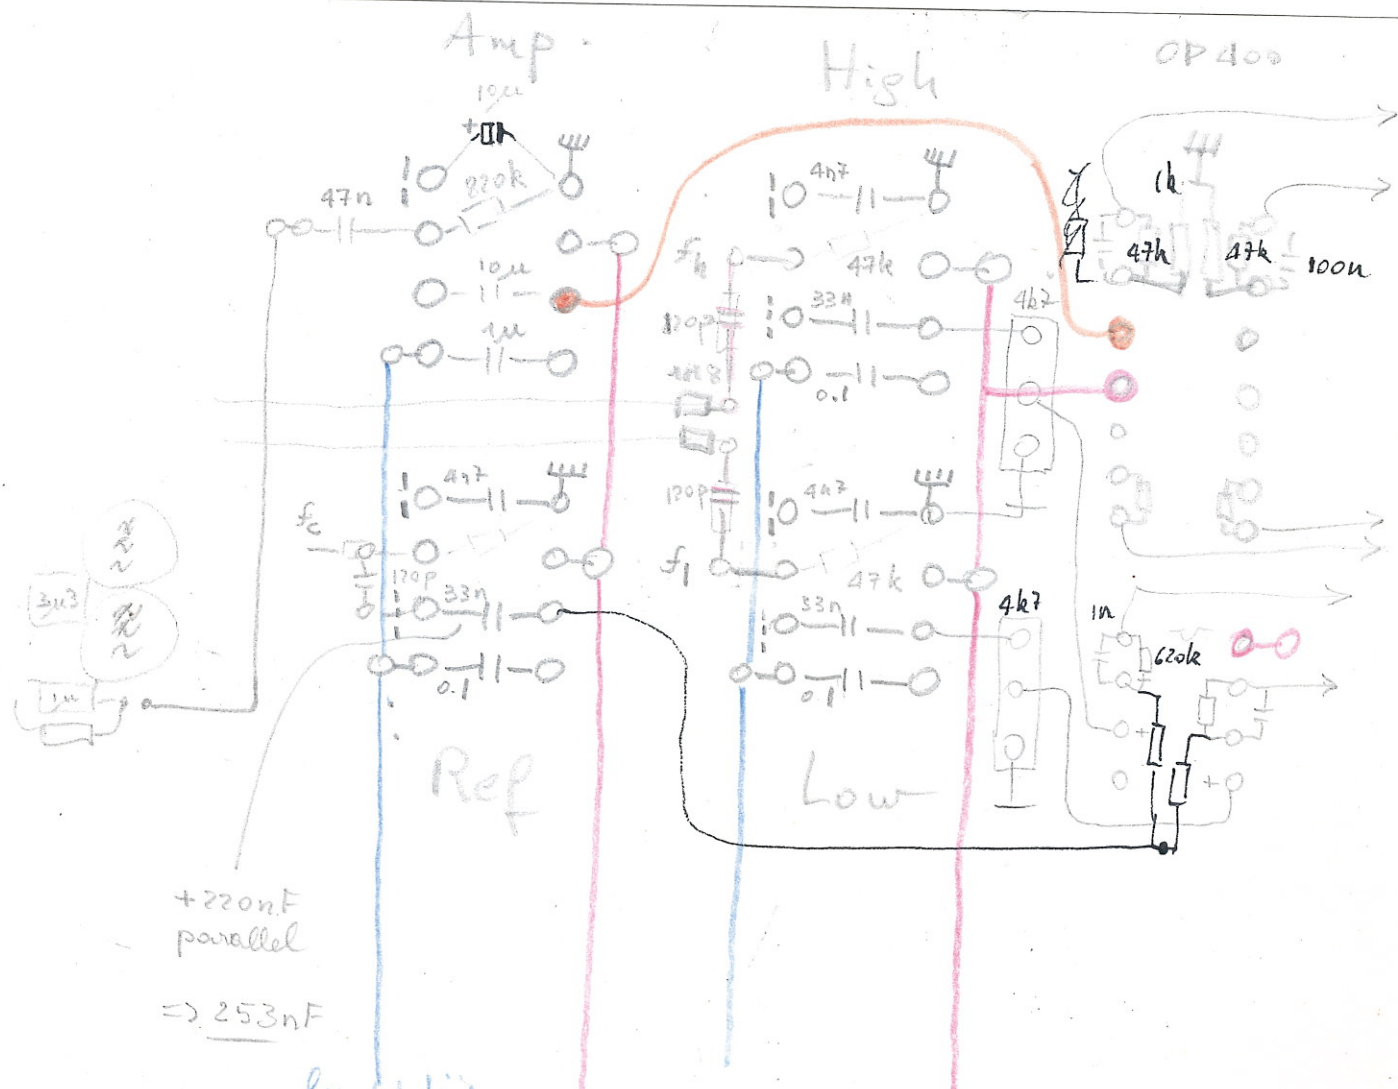 Amp.
High
OP400
10µ
+
220k
47n
10µ
1µ
4n7
fh
47k
33n
120p
0.1
4k7
1k
47k
47k
100n
4n7
fc
120p
33n
0.1
120p
4n7
fl
47k
33n
0.1
4k7
1n
620k
+
+
3µ3
1µ
Ref
Low
+220nF
parallel
=> 253nF